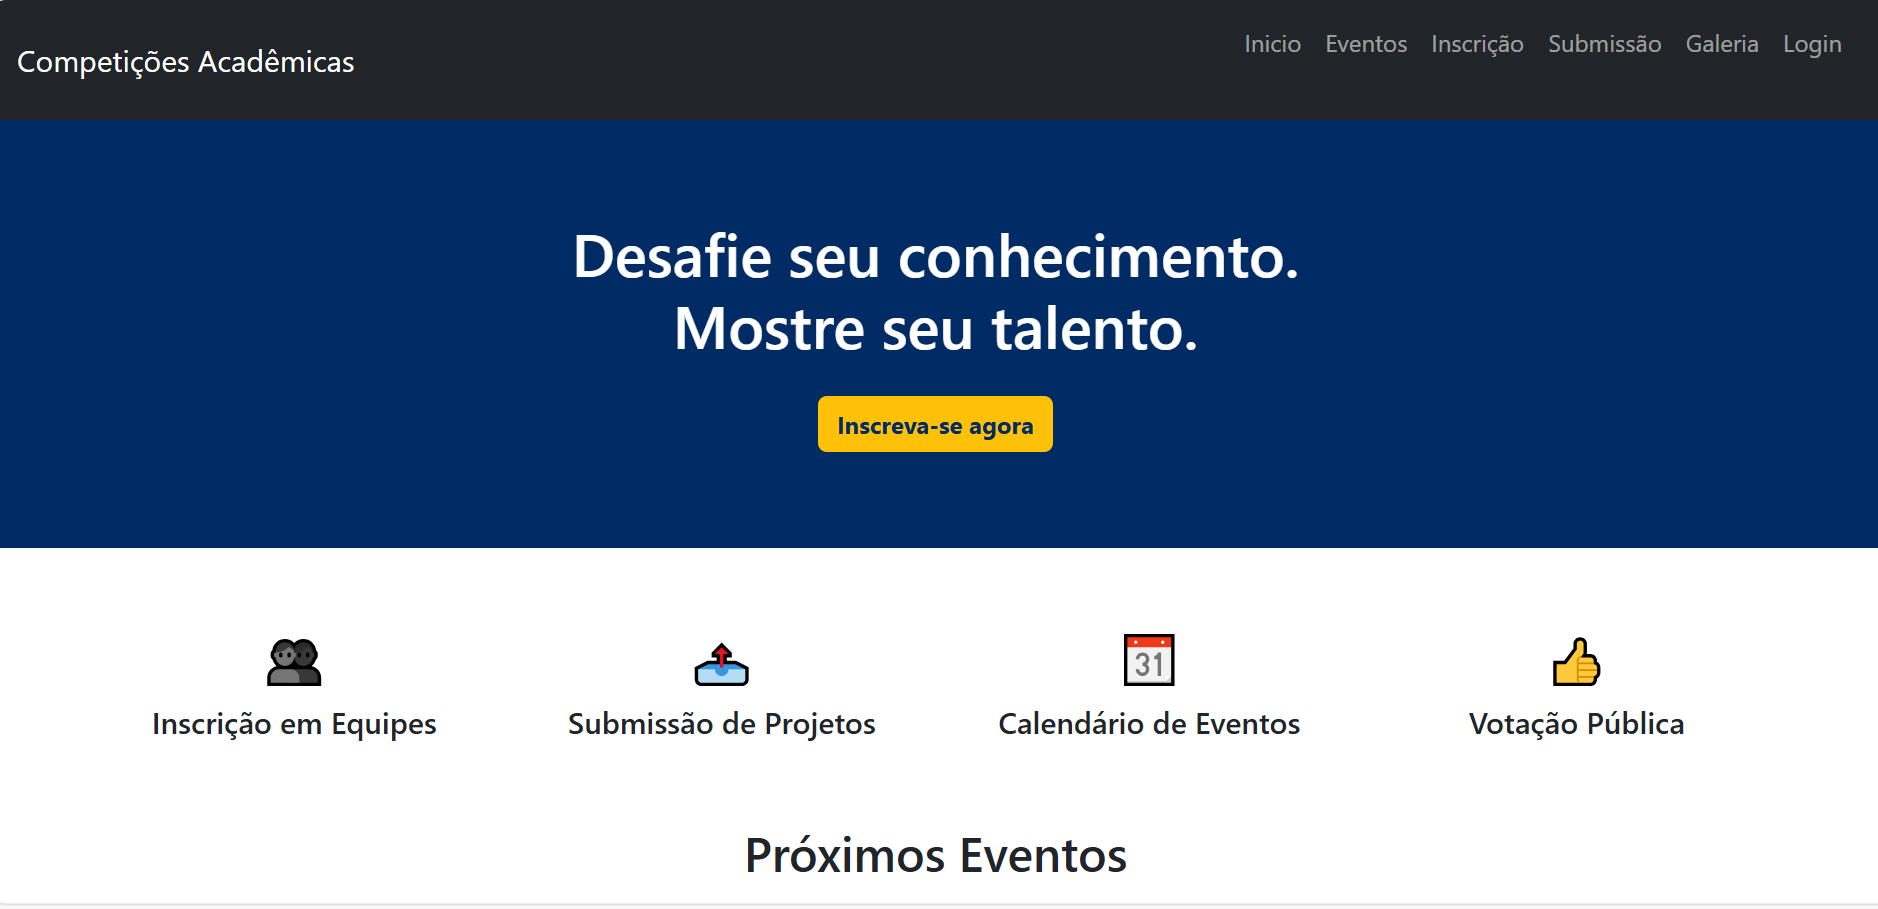 Competições Acadêmicas
Inicio Eventos Inscrição Submissão Galeria Login
Desafie seu conhecimento.
Mostre seu talento.
Inscreva-se agora
31
Inscrição em Equipes
Submissão de Projetos
Calendário de Eventos
Votação Pública
Próximos Eventos